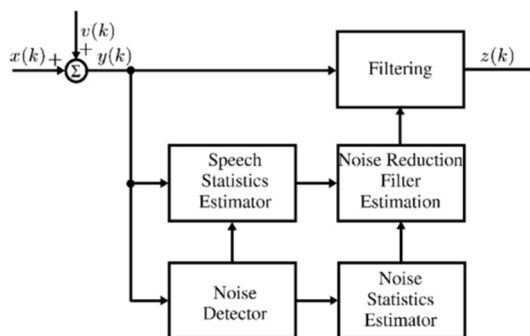 v(k)
x(k) + + y(k)
Σ
Filtering
z(k)
Speech
Statistics
Estimator
Noise Reduction
Filter
Estimation
Noise
Detector
Noise
Statistics
Estimator